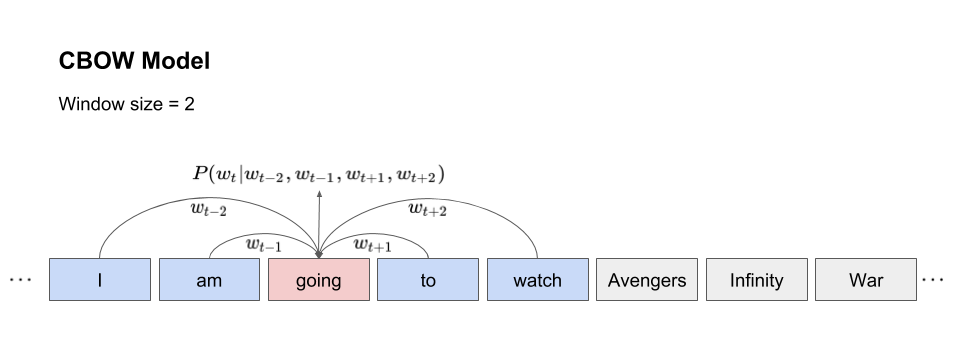 CBOW Model
Window size = 2
P(w_t|w_{t-2}, w_{t-1}, w_{t+1}, w_{t+2})
w_{t-2} w_{t+2}
w_{t-1} w_{t+1}
... I am going to watch Avengers Infinity War ...